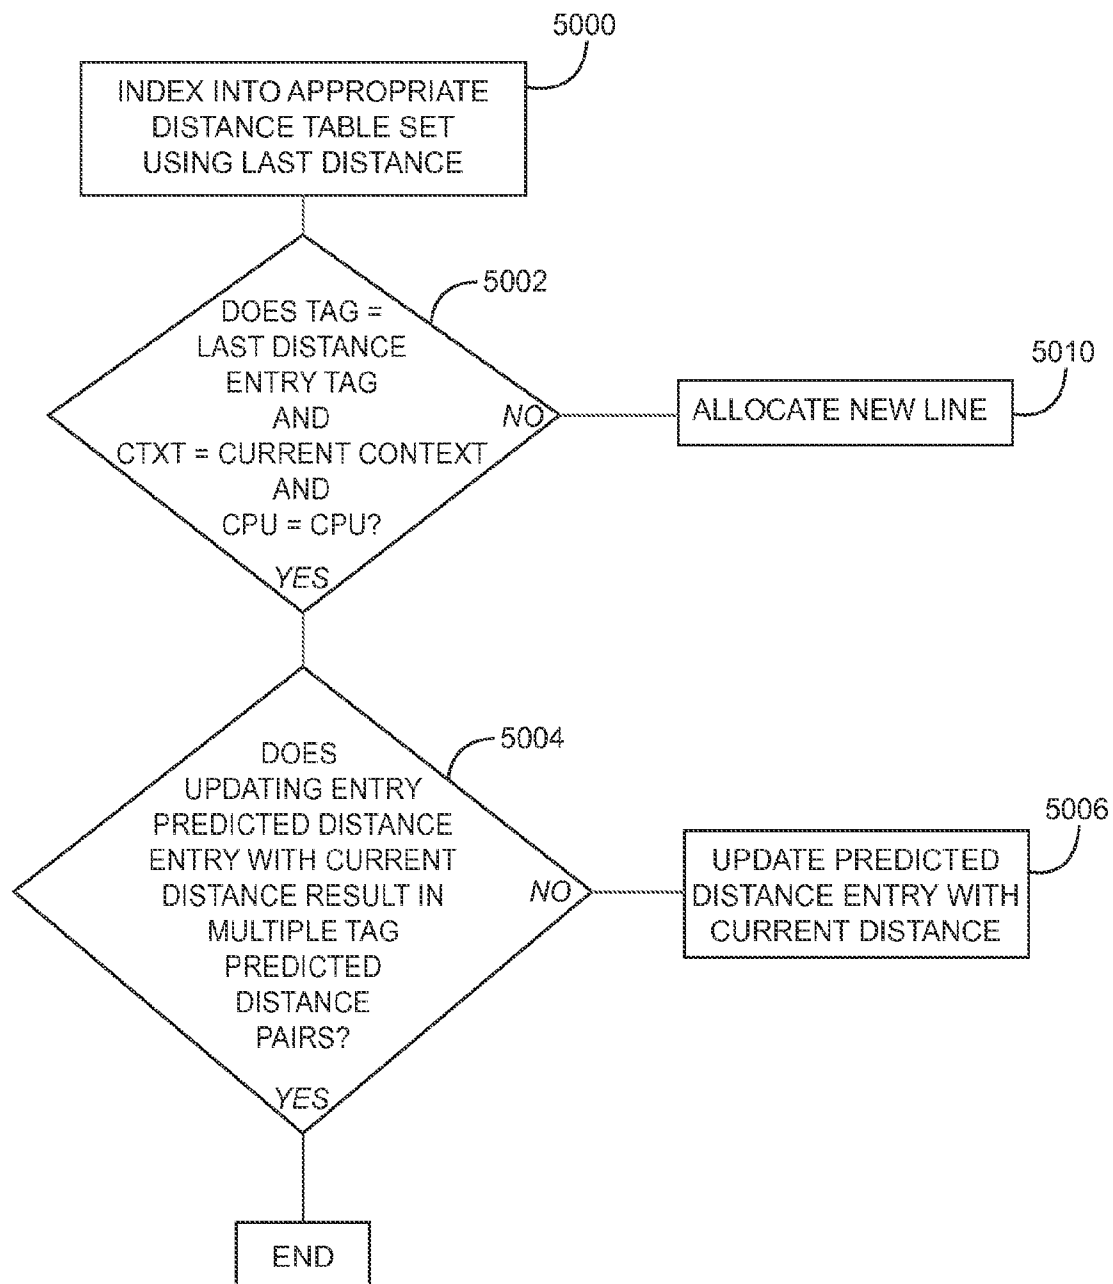 5000
INDEX INTO APPROPRIATE
DISTANCE TABLE SET
USING LAST DISTANCE
5002
DOES TAG =
LAST DISTANCE
ENTRY TAG
AND
CTXT = CURRENT CONTEXT
AND
CPU = CPU?
NO
YES
5010
ALLOCATE NEW LINE
5004
DOES
UPDATING ENTRY
PREDICTED DISTANCE
ENTRY WITH CURRENT
DISTANCE RESULT IN
MULTIPLE TAG
PREDICTED
DISTANCE
PAIRS?
NO
YES
5006
UPDATE PREDICTED
DISTANCE ENTRY WITH
CURRENT DISTANCE
END